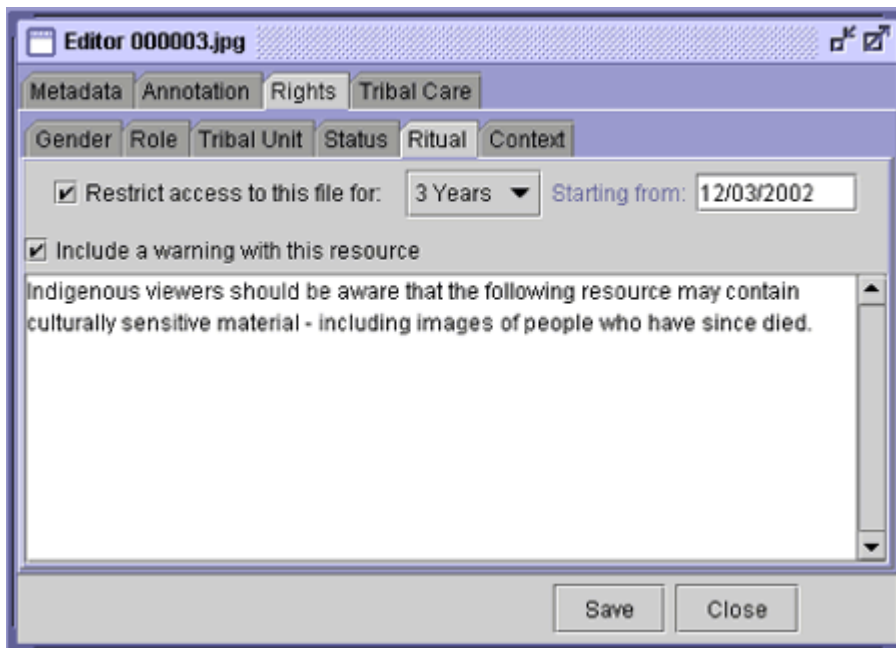 Editor 000003.jpg
Metadata Annotation Rights Tribal Care
Gender Role Tribal Unit Status Ritual Context
Restrict access to this file for: 3 Years Starting from: 12/03/2002
Include a warning with this resource
Indigenous viewers should be aware that the following resource may contain
culturally sensitive material - including images of people who have since died.
Save Close